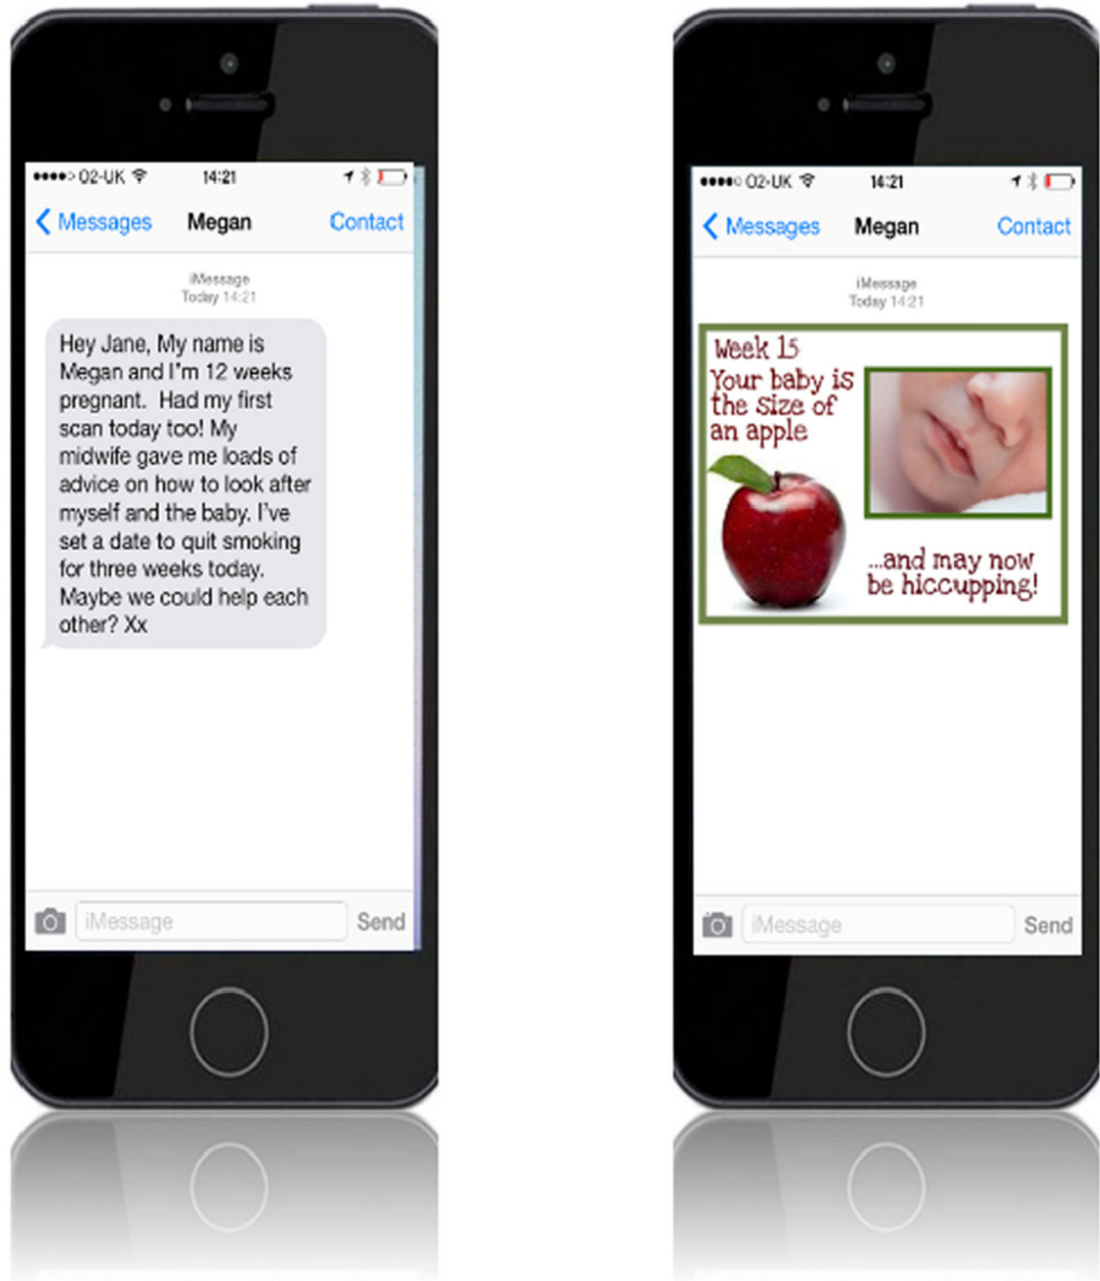 O2-UK 14:21
Messages Megan Contact
iMessage
Today 14:21
Hey Jane, My name is
Megan and I'm 12 weeks
pregnant. Had my first
scan today too! My
midwife gave me loads of
advice on how to look after
myself and the baby. I've
set a date to quit smoking
for three weeks today.
Maybe we could help each
other? Xx
iMessage Send
O2-UK 14:21
Messages Megan Contact
iMessage
Today 14:21
Week 15
Your baby is
the size of
an apple
...and may now
be hiccupping!
iMessage Send